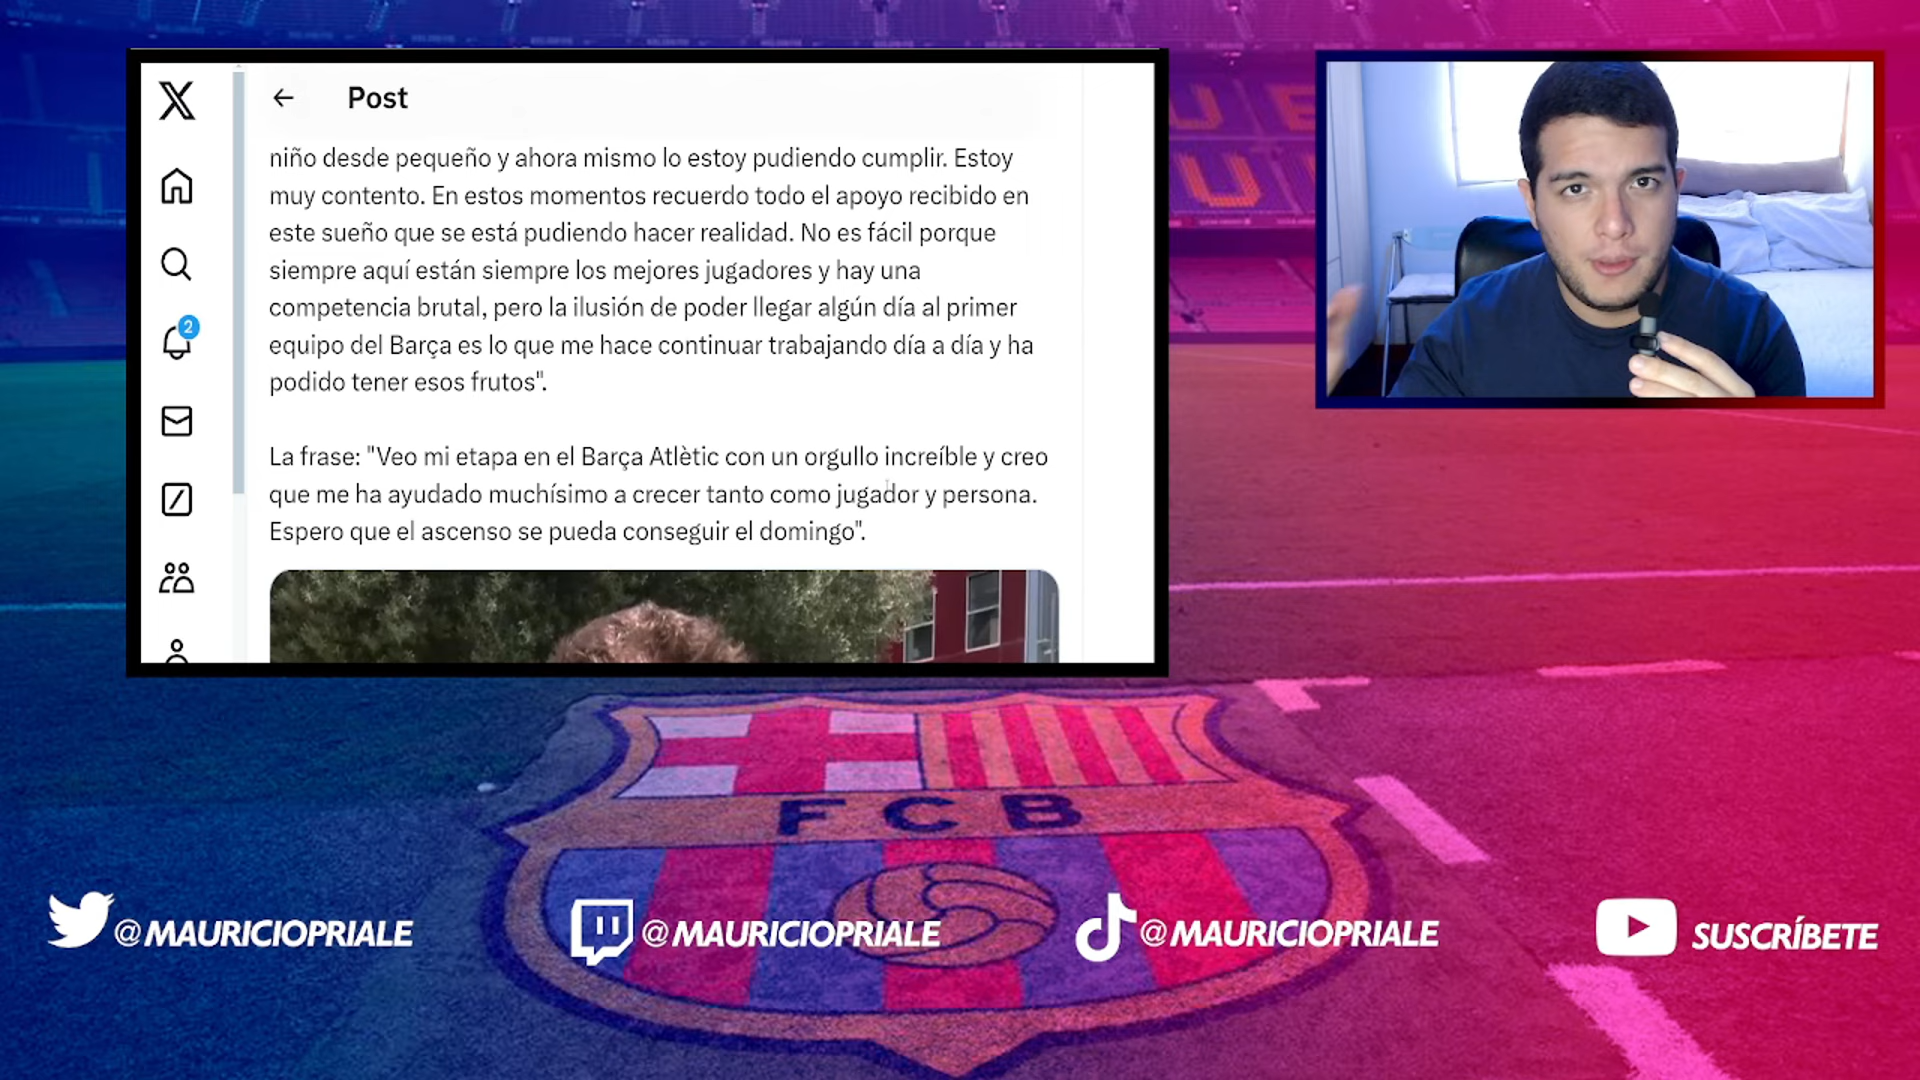 Post
niño desde pequeño y ahora mismo lo estoy pudiendo cumplir. Estoy
muy contento. En estos momentos recuerdo todo el apoyo recibido en
este sueño que se está pudiendo hacer realidad. No es fácil porque
siempre aquí están siempre los mejores jugadores y hay una
competencia brutal, pero la ilusión de poder llegar algún día al primer
equipo del Barça es lo que me hace continuar trabajando día a día y ha
podido tener esos frutos".
La frase: "Veo mi etapa en el Barça Atlètic con un orgullo increíble y creo
que me ha ayudado muchísimo a crecer tanto como jugador y persona.
Espero que el ascenso se pueda conseguir el domingo".
2
FCB
@MAURICIOPRIALE
@MAURICIOPRIALE
@MAURICIOPRIALE
SUSCRÍBETE